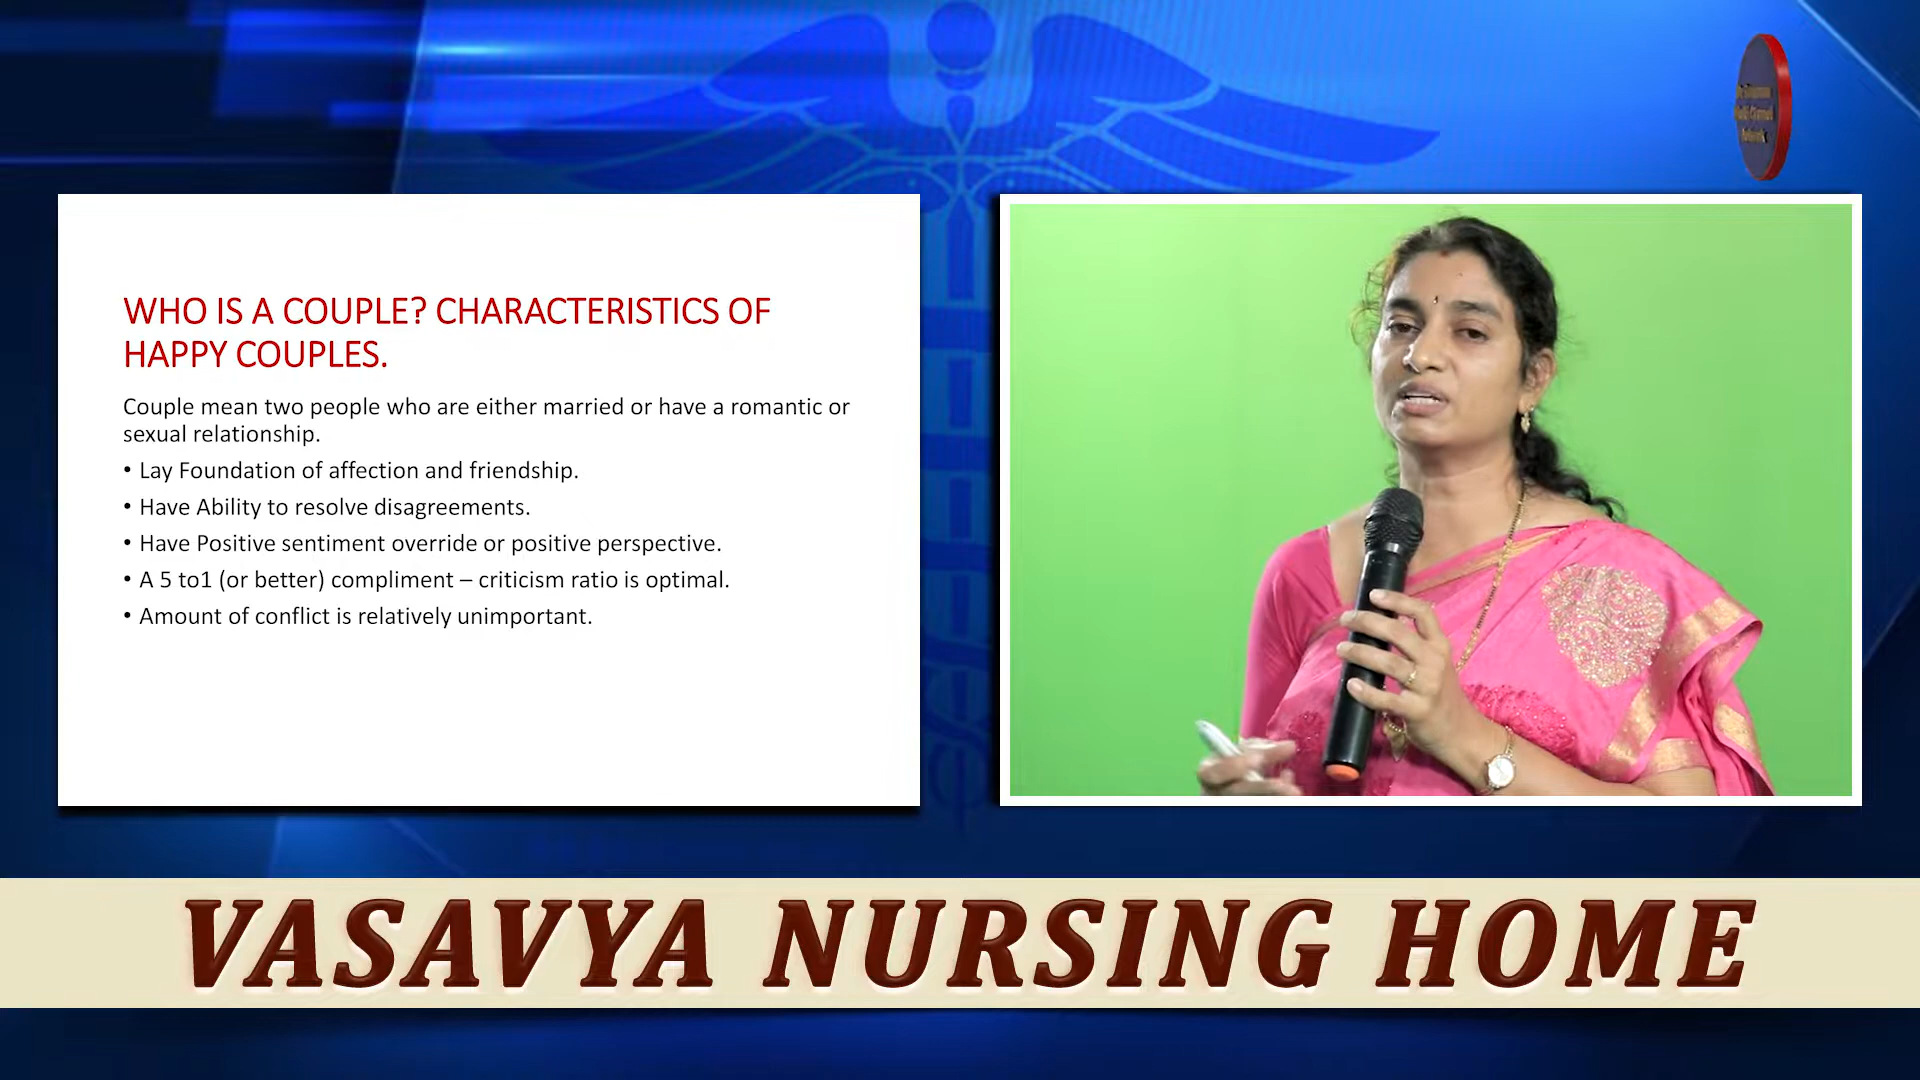 WHO IS A COUPLE? CHARACTERISTICS OF
HAPPY COUPLES.
Couple mean two people who are either married or have a romantic or
sexual relationship.
• Lay Foundation of affection and friendship.
• Have Ability to resolve disagreements.
• Have Positive sentiment override or positive perspective.
• A 5 to1 (or better) compliment – criticism ratio is optimal.
• Amount of conflict is relatively unimportant.
VASAVYA NURSING HOME